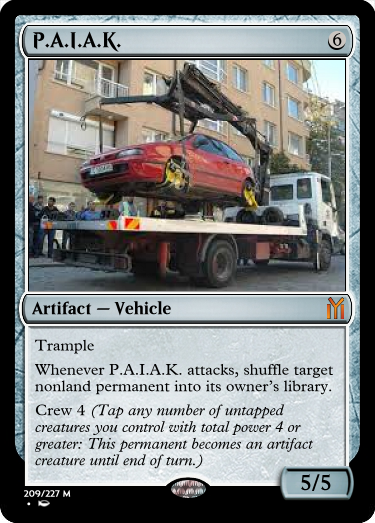 P.A.I.A.K.
6
Artifact — Vehicle
Trample
Whenever P.A.I.A.K. attacks, shuffle target
nonland permanent into its owner's library.
Crew 4 (Tap any number of untapped
creatures you control with total power 4 or
greater: This permanent becomes an artifact
creature until end of turn.)
5/5
209/227 M